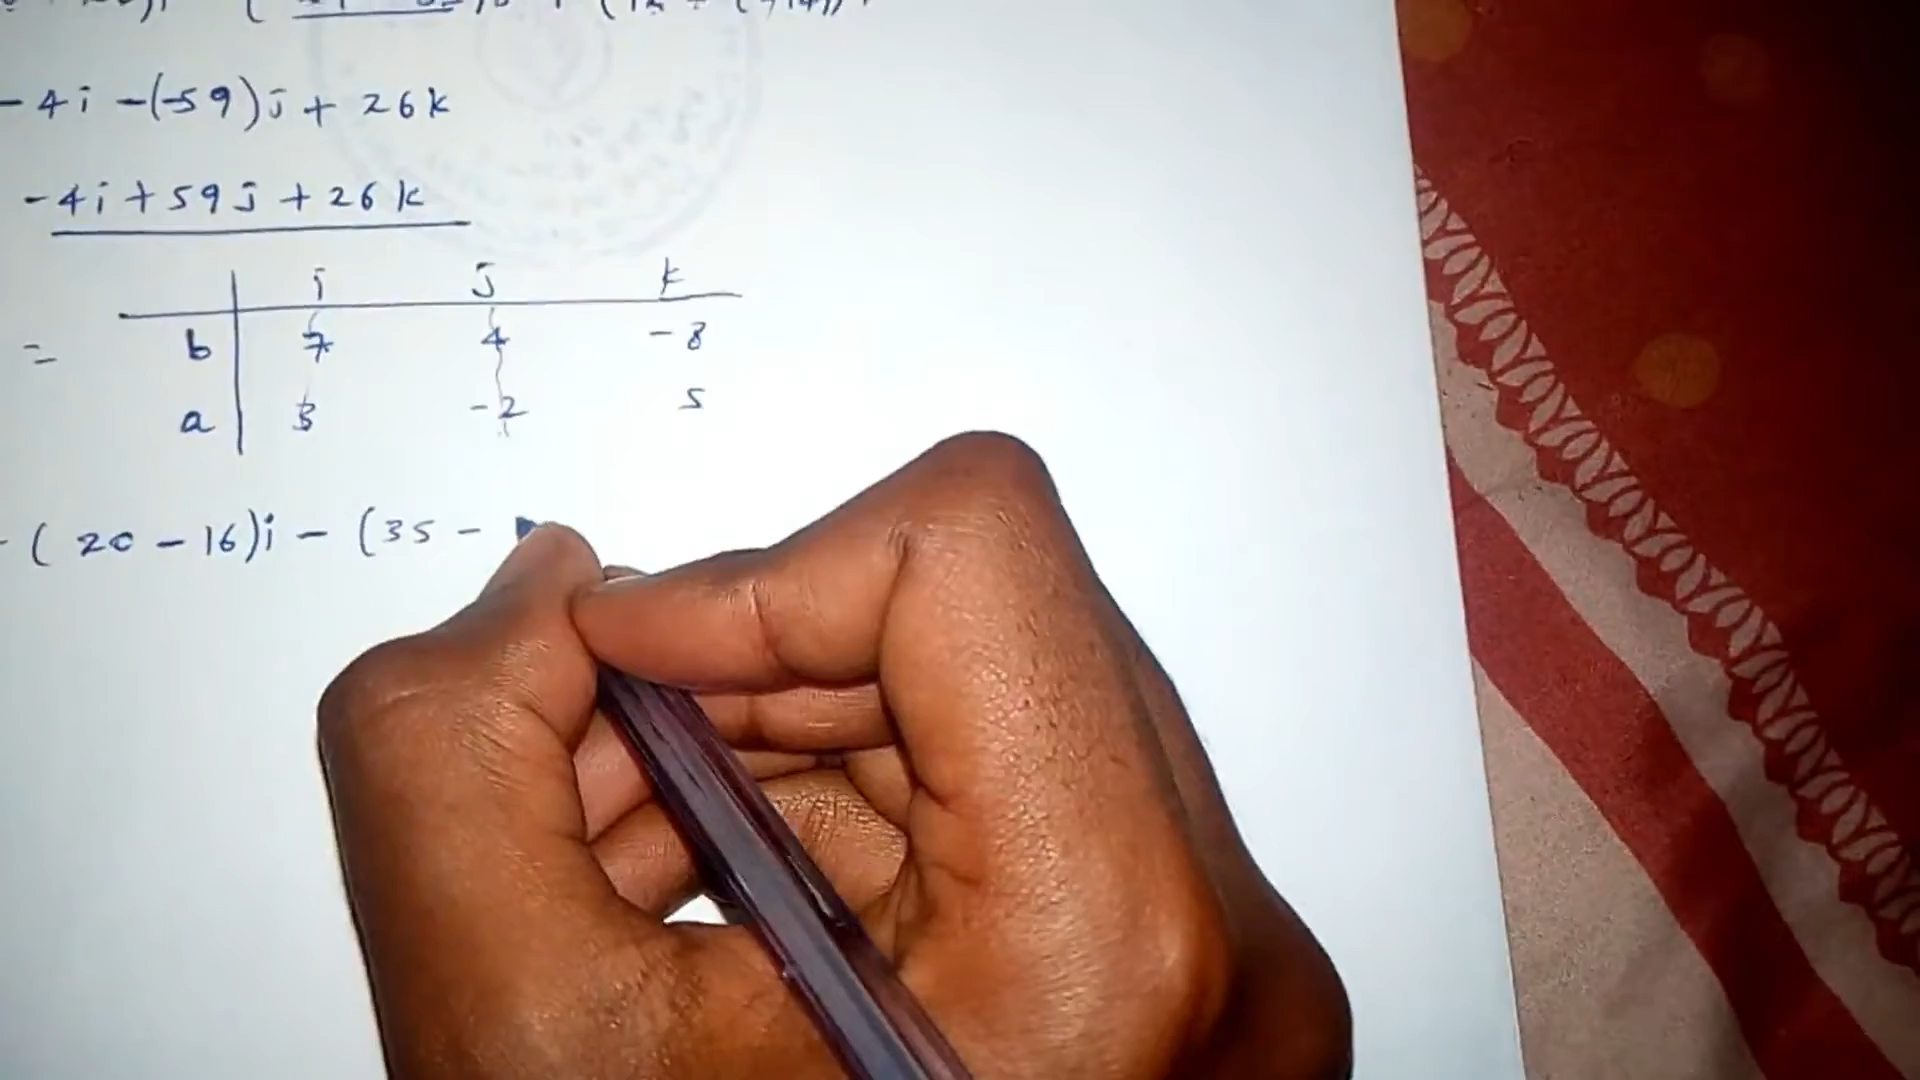 -4i -(-59)j + 26k
-4i + 59j + 26k
i j k
= b 7 4 -8
a 3 -2 5
(20 - 16)i - (35 -